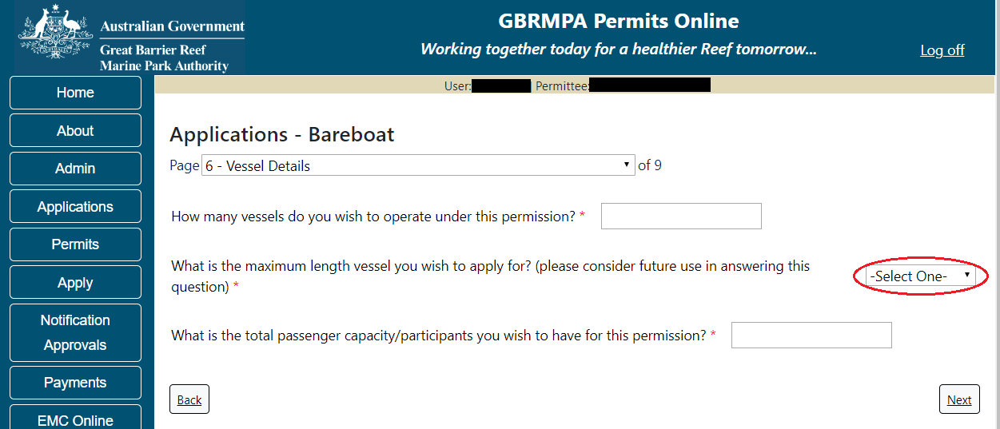 Australian Government
Great Barrier Reef
Marine Park Authority
GBRMPA Permits Online
Working together today for a healthier Reef tomorrow...
Log off
User: Permittee:
Home
About
Admin
Applications
Permits
Apply
Notification
Approvals
Payments
EMC Online
Applications - Bareboat
Page 6 - Vessel Details of 9
How many vessels do you wish to operate under this permission? *
What is the maximum length vessel you wish to apply for? (please consider future use in answering this
question) *
-Select One-
What is the total passenger capacity/participants you wish to have for this permission? *
Back
Next